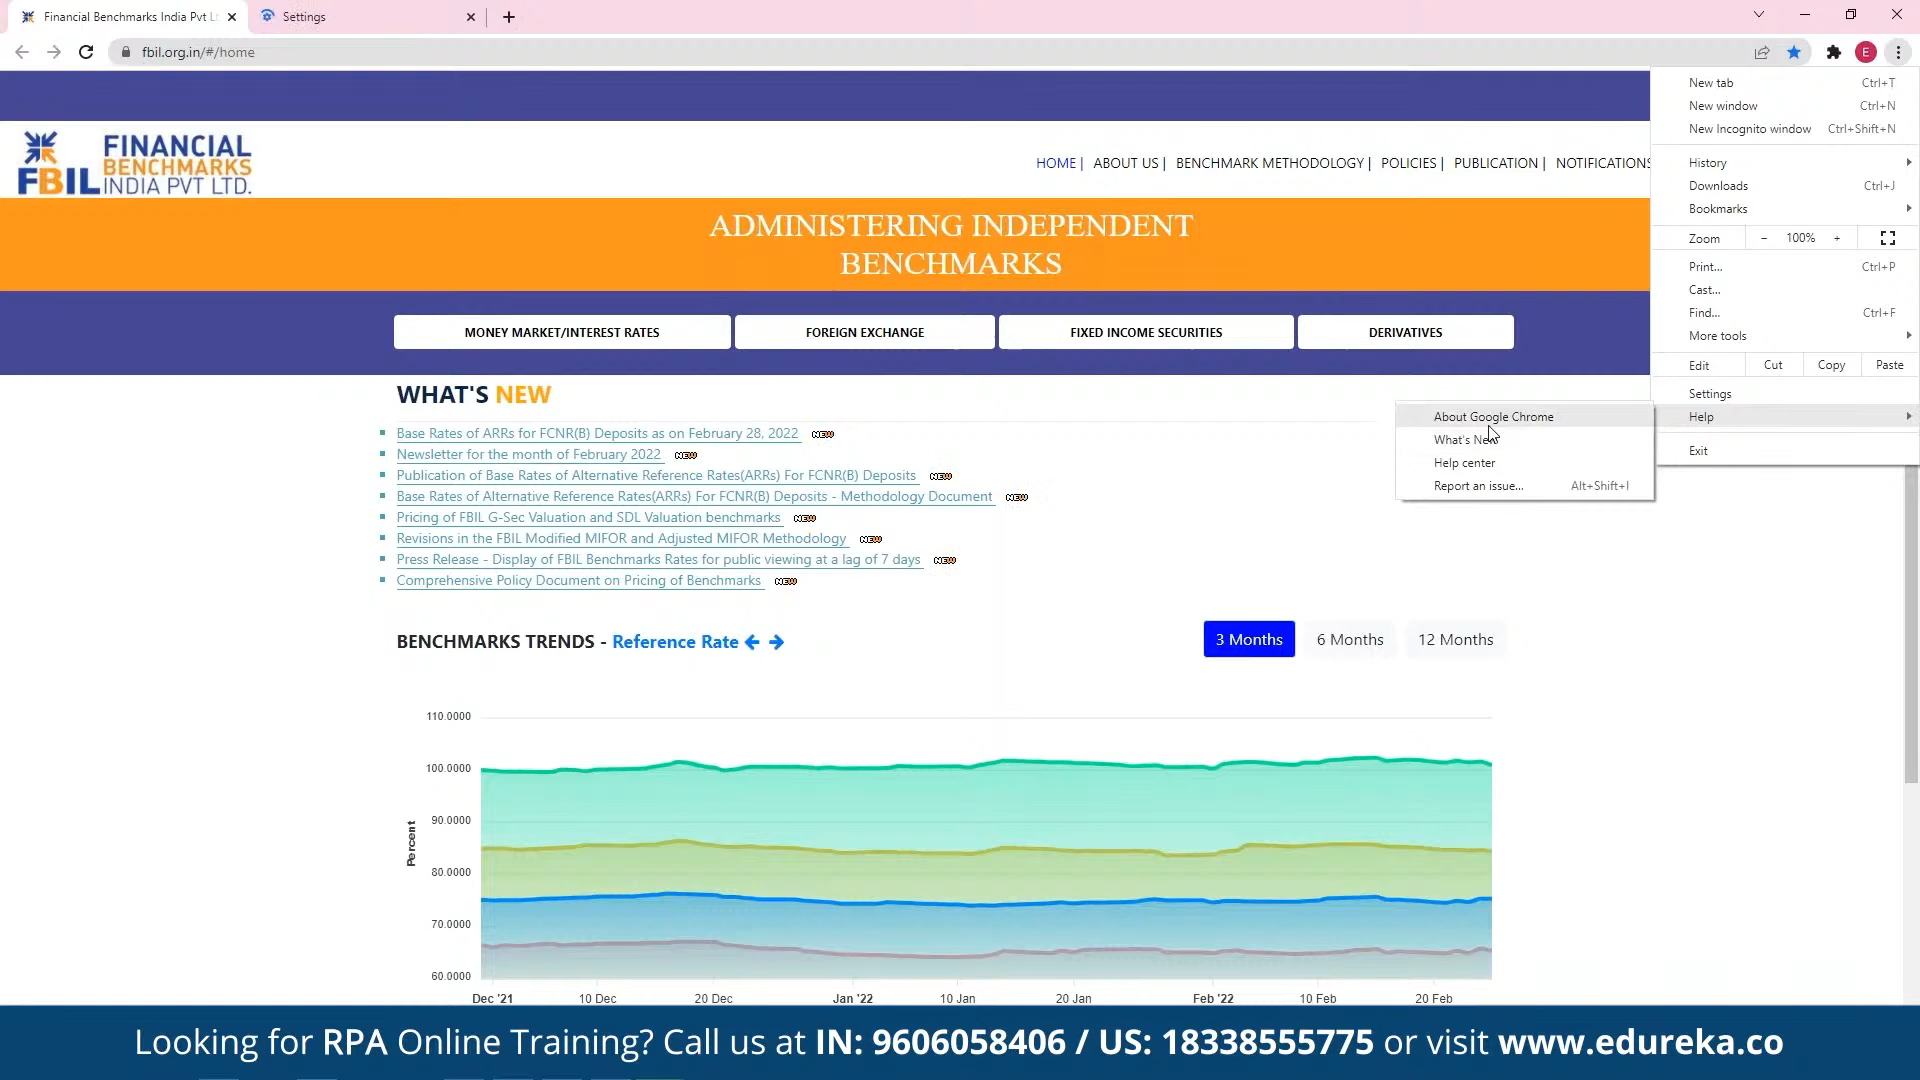 Financial Benchmarks India Pvt Lt
Settings
fbil.org.in/#/home
E
New tab Ctrl+T
New window Ctrl+N
New Incognito window Ctrl+Shift+N
History
Downloads Ctrl+J
Bookmarks
Zoom - 100% +
Print... Ctrl+P
Cast...
Find... Ctrl+F
More tools
Edit Cut Copy Paste
Settings
Help
Exit
About Google Chrome
What's New
Help center
Report an issue... Alt+Shift+I
FBIL FINANCIAL
BENCHMARKS
INDIA PVT LTD.
HOME | ABOUT US | BENCHMARK METHODOLOGY | POLICIES | PUBLICATION | NOTIFICATIONS
ADMINISTERING INDEPENDENT
BENCHMARKS
MONEY MARKET/INTEREST RATES FOREIGN EXCHANGE FIXED INCOME SECURITIES DERIVATIVES
WHAT'S NEW
Base Rates of ARRs for FCNR(B) Deposits as on February 28, 2022 NEW
Newsletter for the month of February 2022 NEW
Publication of Base Rates of Alternative Reference Rates(ARRs) For FCNR(B) Deposits NEW
Base Rates of Alternative Reference Rates(ARRs) For FCNR(B) Deposits - Methodology Document NEW
Pricing of FBIL G-Sec Valuation and SDL Valuation benchmarks NEW
Revisions in the FBIL Modified MIFOR and Adjusted MIFOR Methodology NEW
Press Release - Display of FBIL Benchmarks Rates for public viewing at a lag of 7 days NEW
Comprehensive Policy Document on Pricing of Benchmarks NEW
BENCHMARKS TRENDS - Reference Rate
3 Months 6 Months 12 Months
Percent
110.0000
100.0000
90.0000
80.0000
70.0000
60.0000
Dec '21 10 Dec 20 Dec Jan '22 10 Jan 20 Jan Feb '22 10 Feb 20 Feb
Looking for RPA Online Training? Call us at IN: 9606058406 / US: 18338555775 or visit www.edureka.co